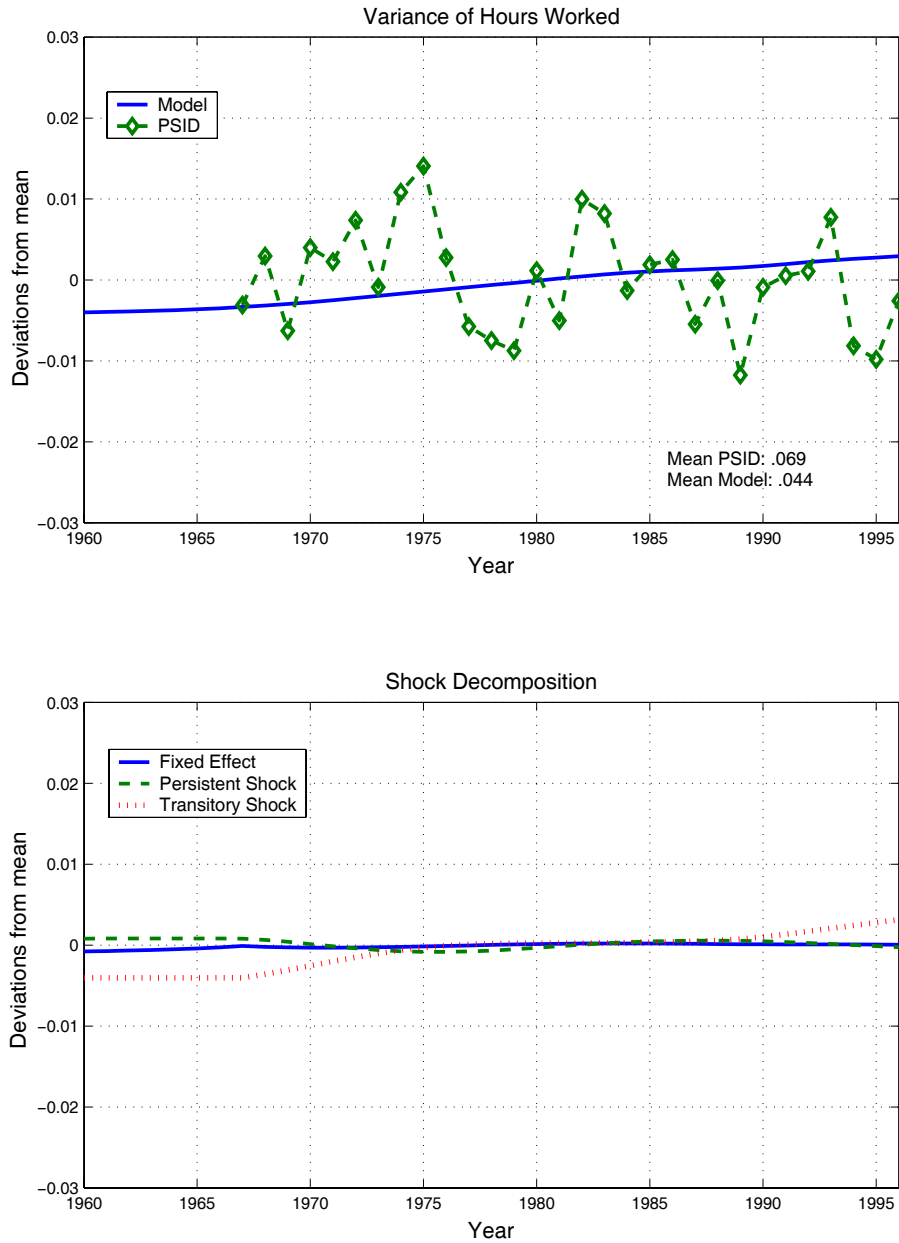 Variance of Hours Worked
0.03
0.02
0.01
0
−0.01
−0.02
−0.03
Deviations from mean
Model
PSID
Mean PSID: .069
Mean Model: .044
1960 1965 1970 1975 1980 1985 1990 1995
Year
Shock Decomposition
0.03
0.02
0.01
0
−0.01
−0.02
−0.03
Deviations from mean
Fixed Effect
Persistent Shock
Transitory Shock
1960 1965 1970 1975 1980 1985 1990 1995
Year